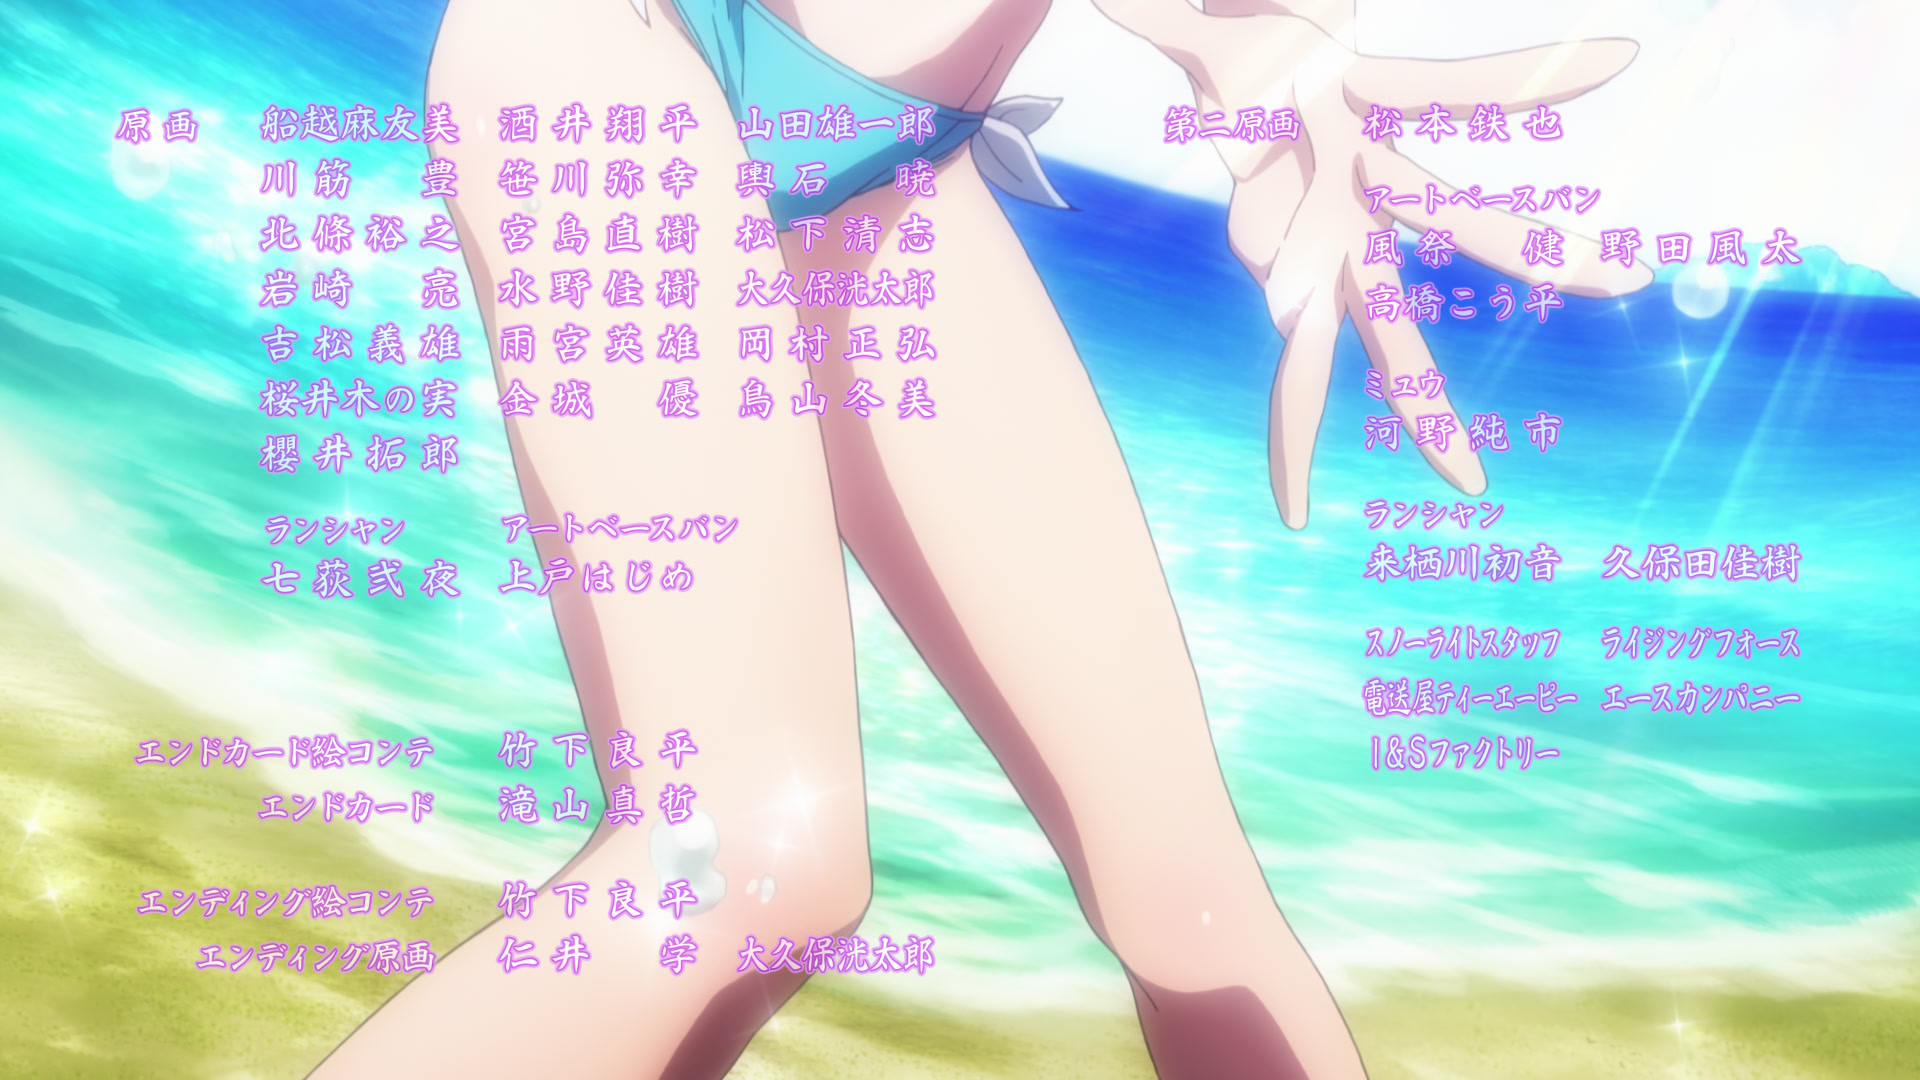 原画 船越麻友美 酒井翔平 山田雄一郎
川筋 豊 笹川弥幸 輿石 暁
北條裕之 宮島直樹 松下清志
岩崎 亮 水野佳樹 大久保洸太郎
吉松義雄 雨宮英雄 岡村正弘
桜井木の実 金城 優 鳥山冬美
櫻井拓郎
ランシャン アートベースバン
七荻弐夜 上戸はじめ
エンドカード絵コンテ 竹下良平
エンドカード 滝山真哲
エンディング絵コンテ 竹下良平
エンディング原画 仁井 学 大久保洸太郎
第二原画 松本鉄也
アートベースバン
風祭 健 野田風太
高橋こう平
ミュウ
河野純市
ランシャン
来栖川初音 久保田佳樹
スノーライトスタッフ ライジングフォース
電送屋ティーエーピー エースカンパニー
I&Sファクトリー